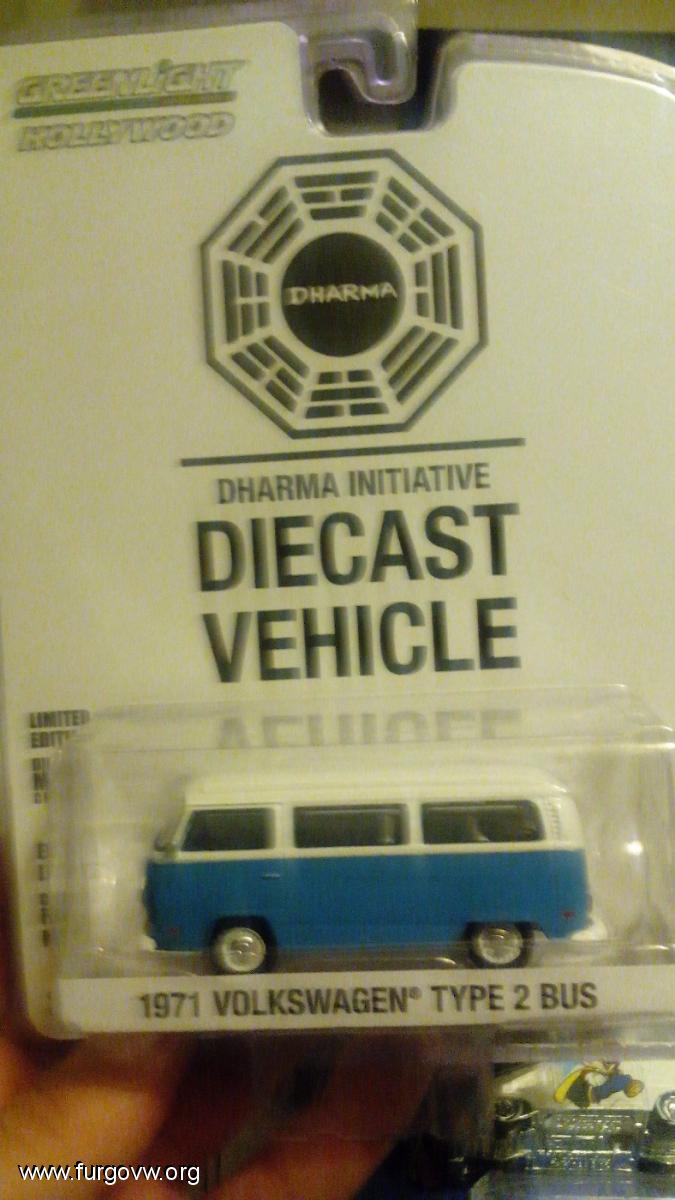 GREENLIGHT
HOLLYWOOD
DHARMA
DHARMA INITIATIVE
DIECAST
VEHICLE
LIMITED
1971 VOLKSWAGEN® TYPE 2 BUS
www.furgovw.org